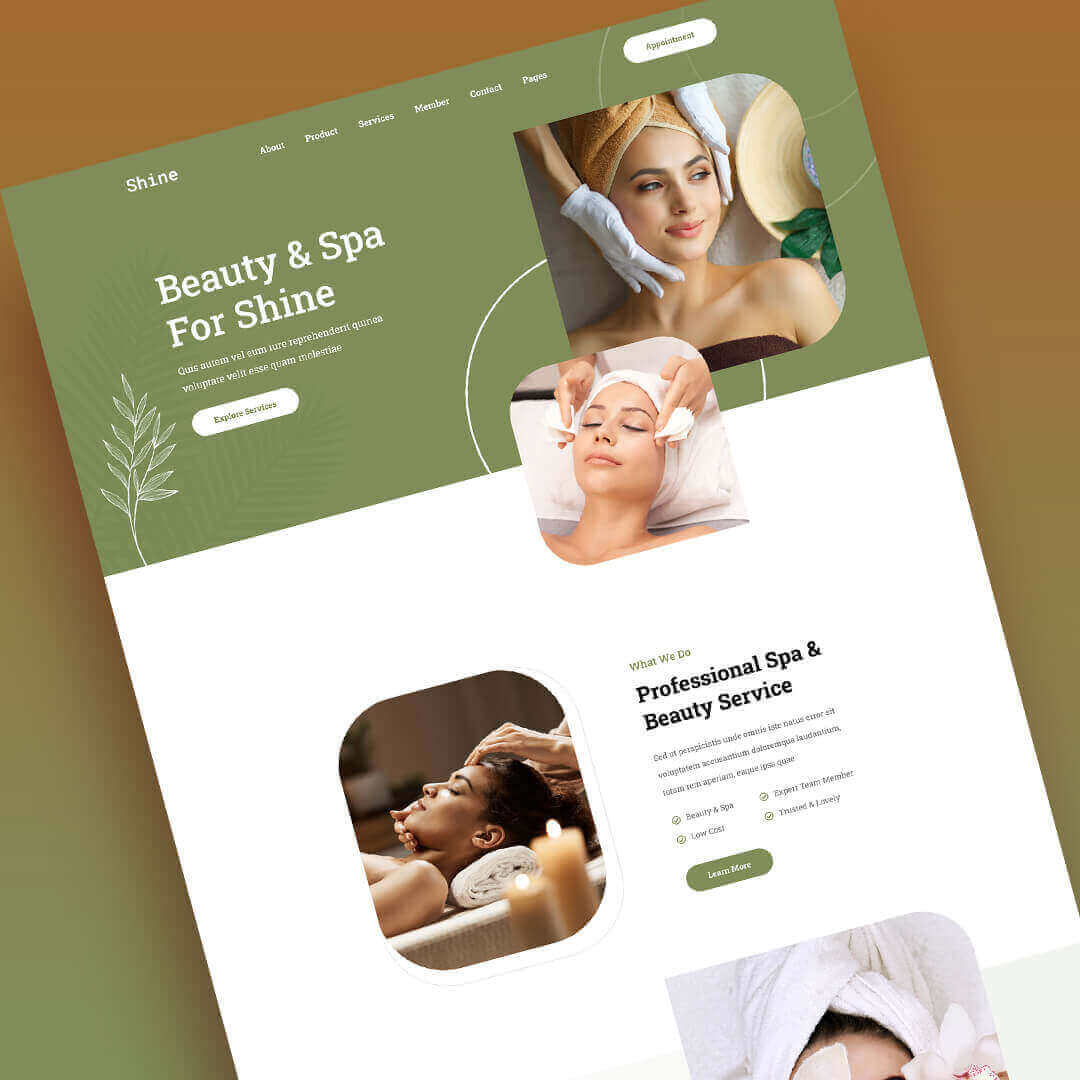 Shine
About Product Services Member Contact Pages
Appointment
Beauty & Spa
For Shine
Quis autem vel eum iure reprehenderit quinea
voluptate velit esse quam molestiae
Explore Services
What We Do
Professional Spa &
Beauty Service
Ced ut perspiciatis unde omnis iste natus error sit
voluptatem accusantium doloremque laudantium,
totam rem aperiam, eaque ipsa quae
Beauty & Spa Expert Team Member
Low Cost Trusted & Lovely
Learn More